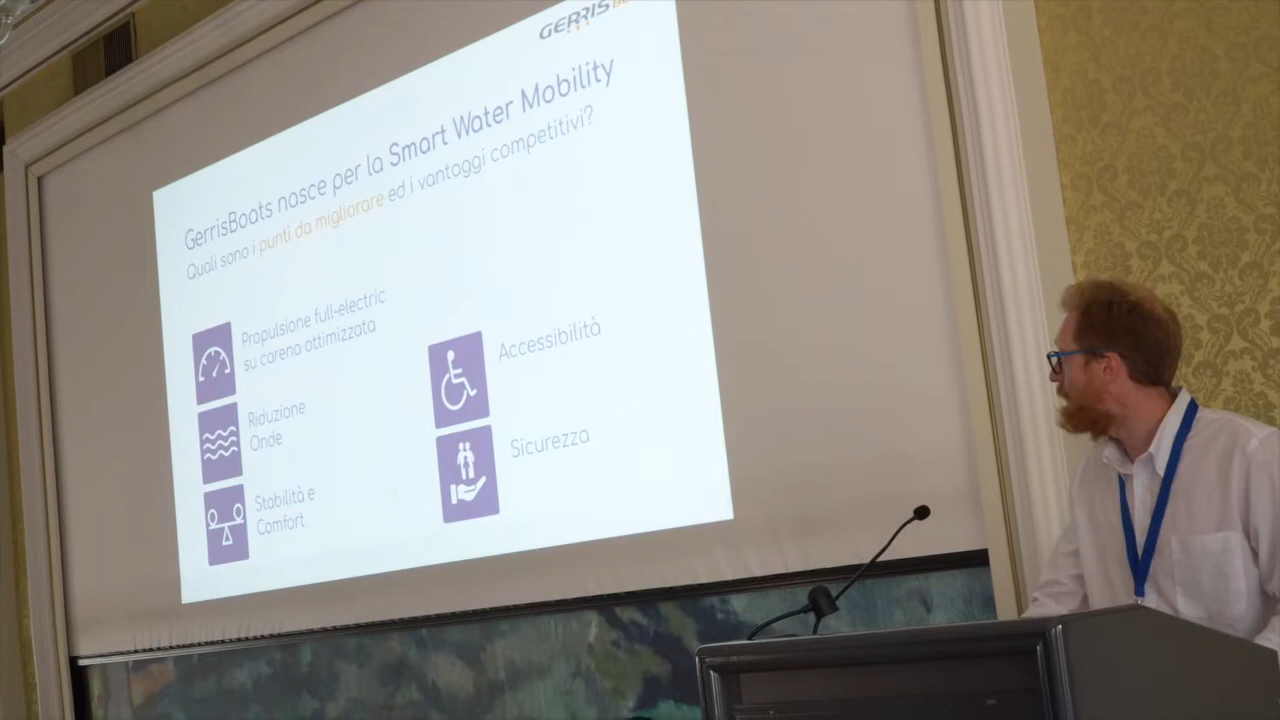 GERRIS
GerrisBoats nasce per la Smart Water Mobility
Quali sono i punti da migliorare ed i vantaggi competitivi?
Propulsione full-electric
su carena ottimizzata
Riduzione
Onde
Stabilità e
Comfort
Accessibilità
Sicurezza